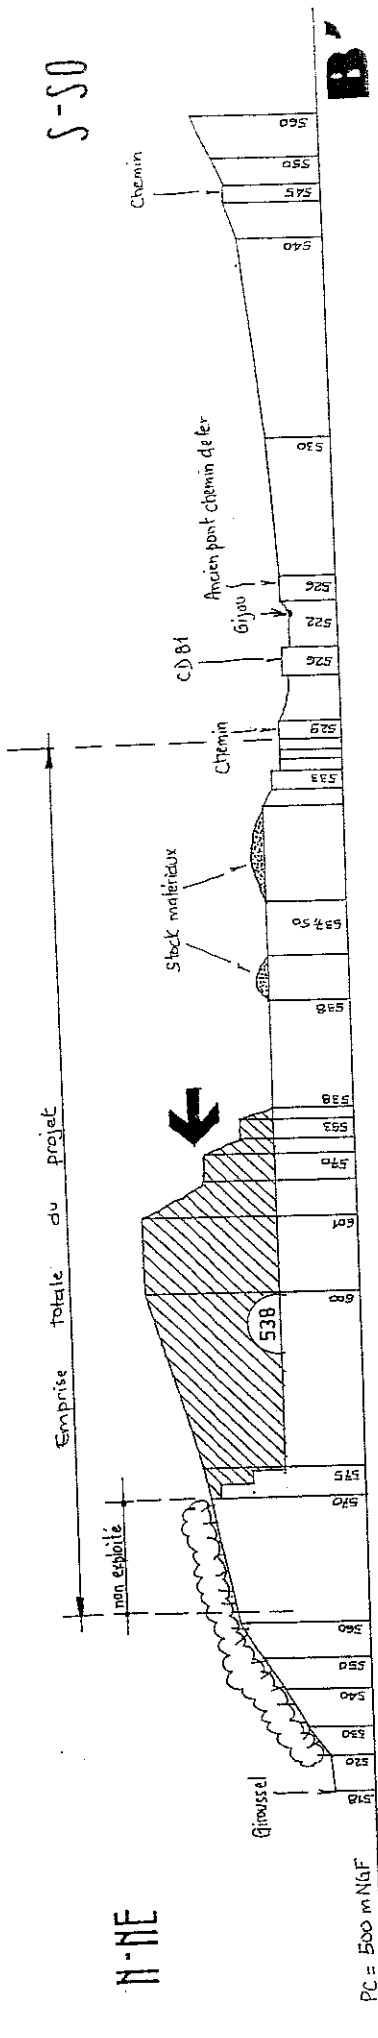 N-NE
S-SO
Emprise totale du projet
non exploité
Giroussel
538
Stock matériaux
Chemin
CD 81
Gijou
Ancien pont chemin de fer
Chemin
B'
PC = 500 mNGF
518
520
530
540
550
560
570
575
600
601
570
553
538
538
537.50
533
529
526
522
526
530
540
545
550
560